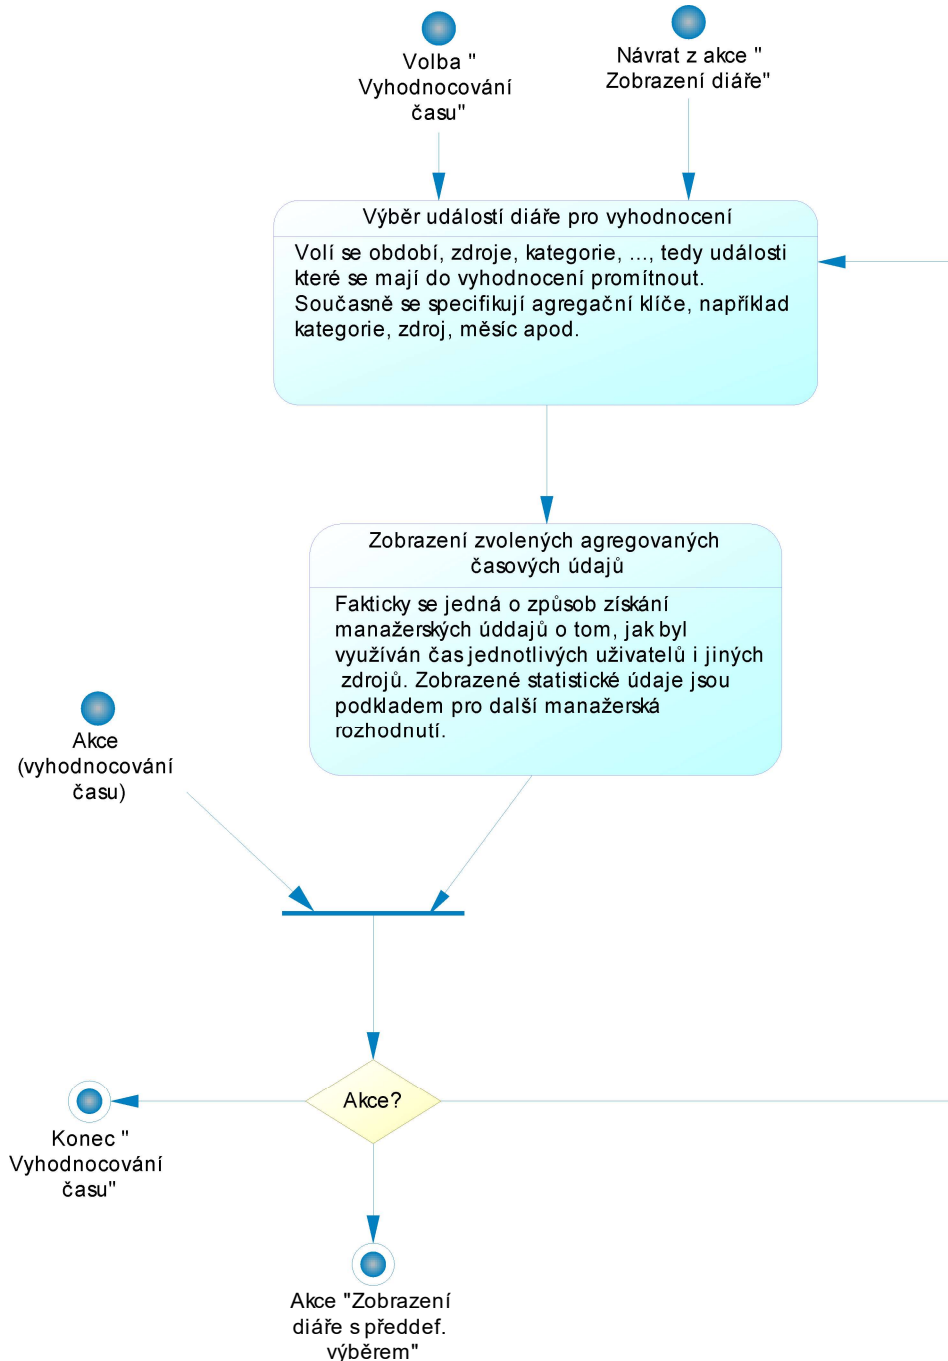 Volba "
Vyhodnocování
času"
Návrat z akce "
Zobrazení diáře"
Výběr událostí diáře pro vyhodnocení
Volí se období, zdroje, kategorie, ..., tedy události
které se mají do vyhodnocení promítnout.
Současně se specifikují agregační klíče, například
kategorie, zdroj, měsíc apod.
Zobrazení zvolených agregovaných
časových údajů
Fakticky se jedná o způsob získání
manažerských úddajů o tom, jak byl
využíván čas jednotlivých uživatelů i jiných
zdrojů. Zobrazené statistické údaje jsou
podkladem pro další manažerská
rozhodnutí.
Akce
(vyhodnocování
času)
Akce?
Konec "
Vyhodnocování
času"
Akce "Zobrazení
diáře s předdef.
výběrem"